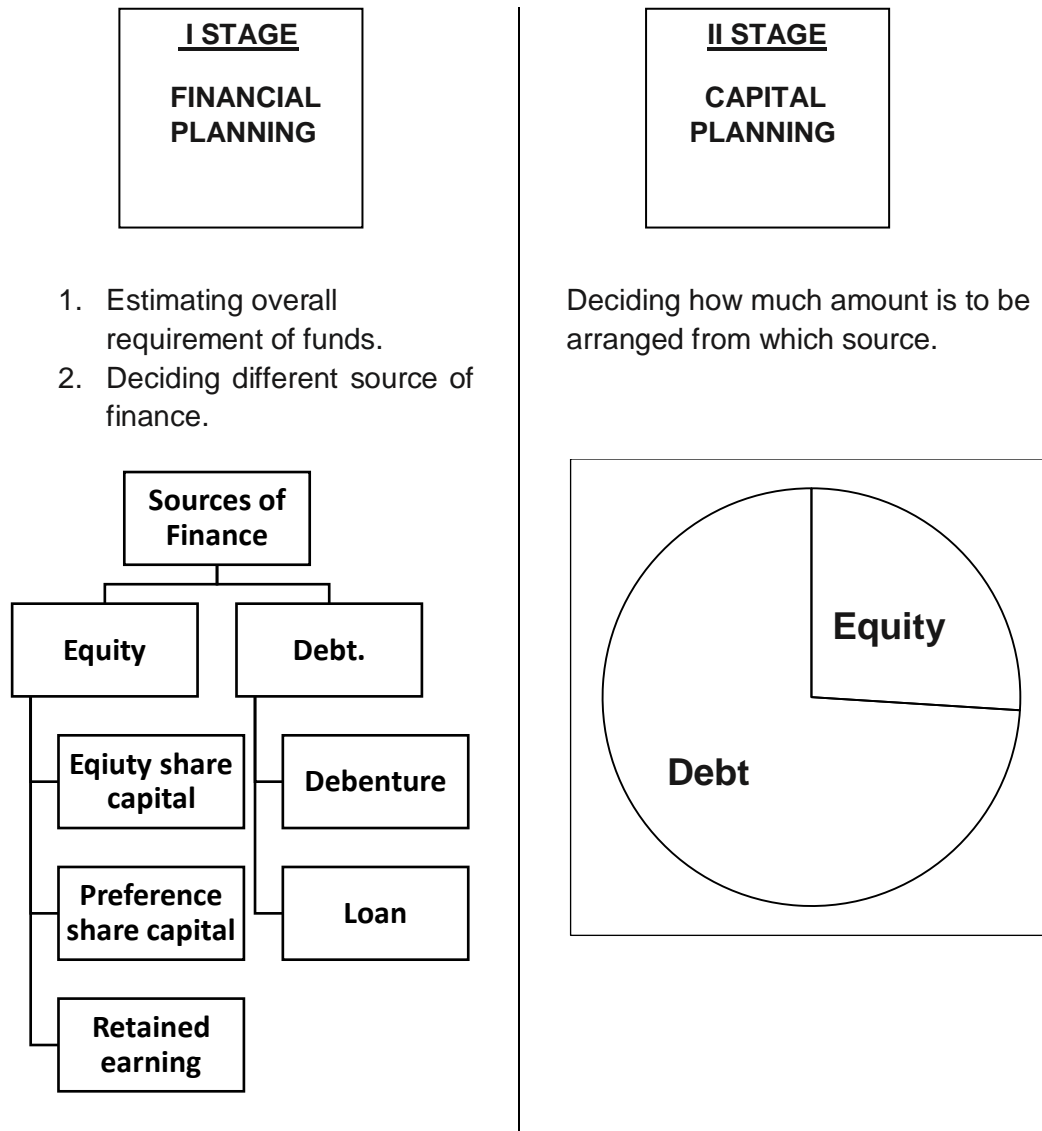 I STAGE
FINANCIAL
PLANNING
1. Estimating overall
requirement of funds.
2. Deciding different source of
finance.
Sources of
Finance
Equity
Debt.
Eqiuty share
capital
Debenture
Preference
share capital
Loan
Retained
earning
II STAGE
CAPITAL
PLANNING
Deciding how much amount is to be
arranged from which source.
Equity
Debt